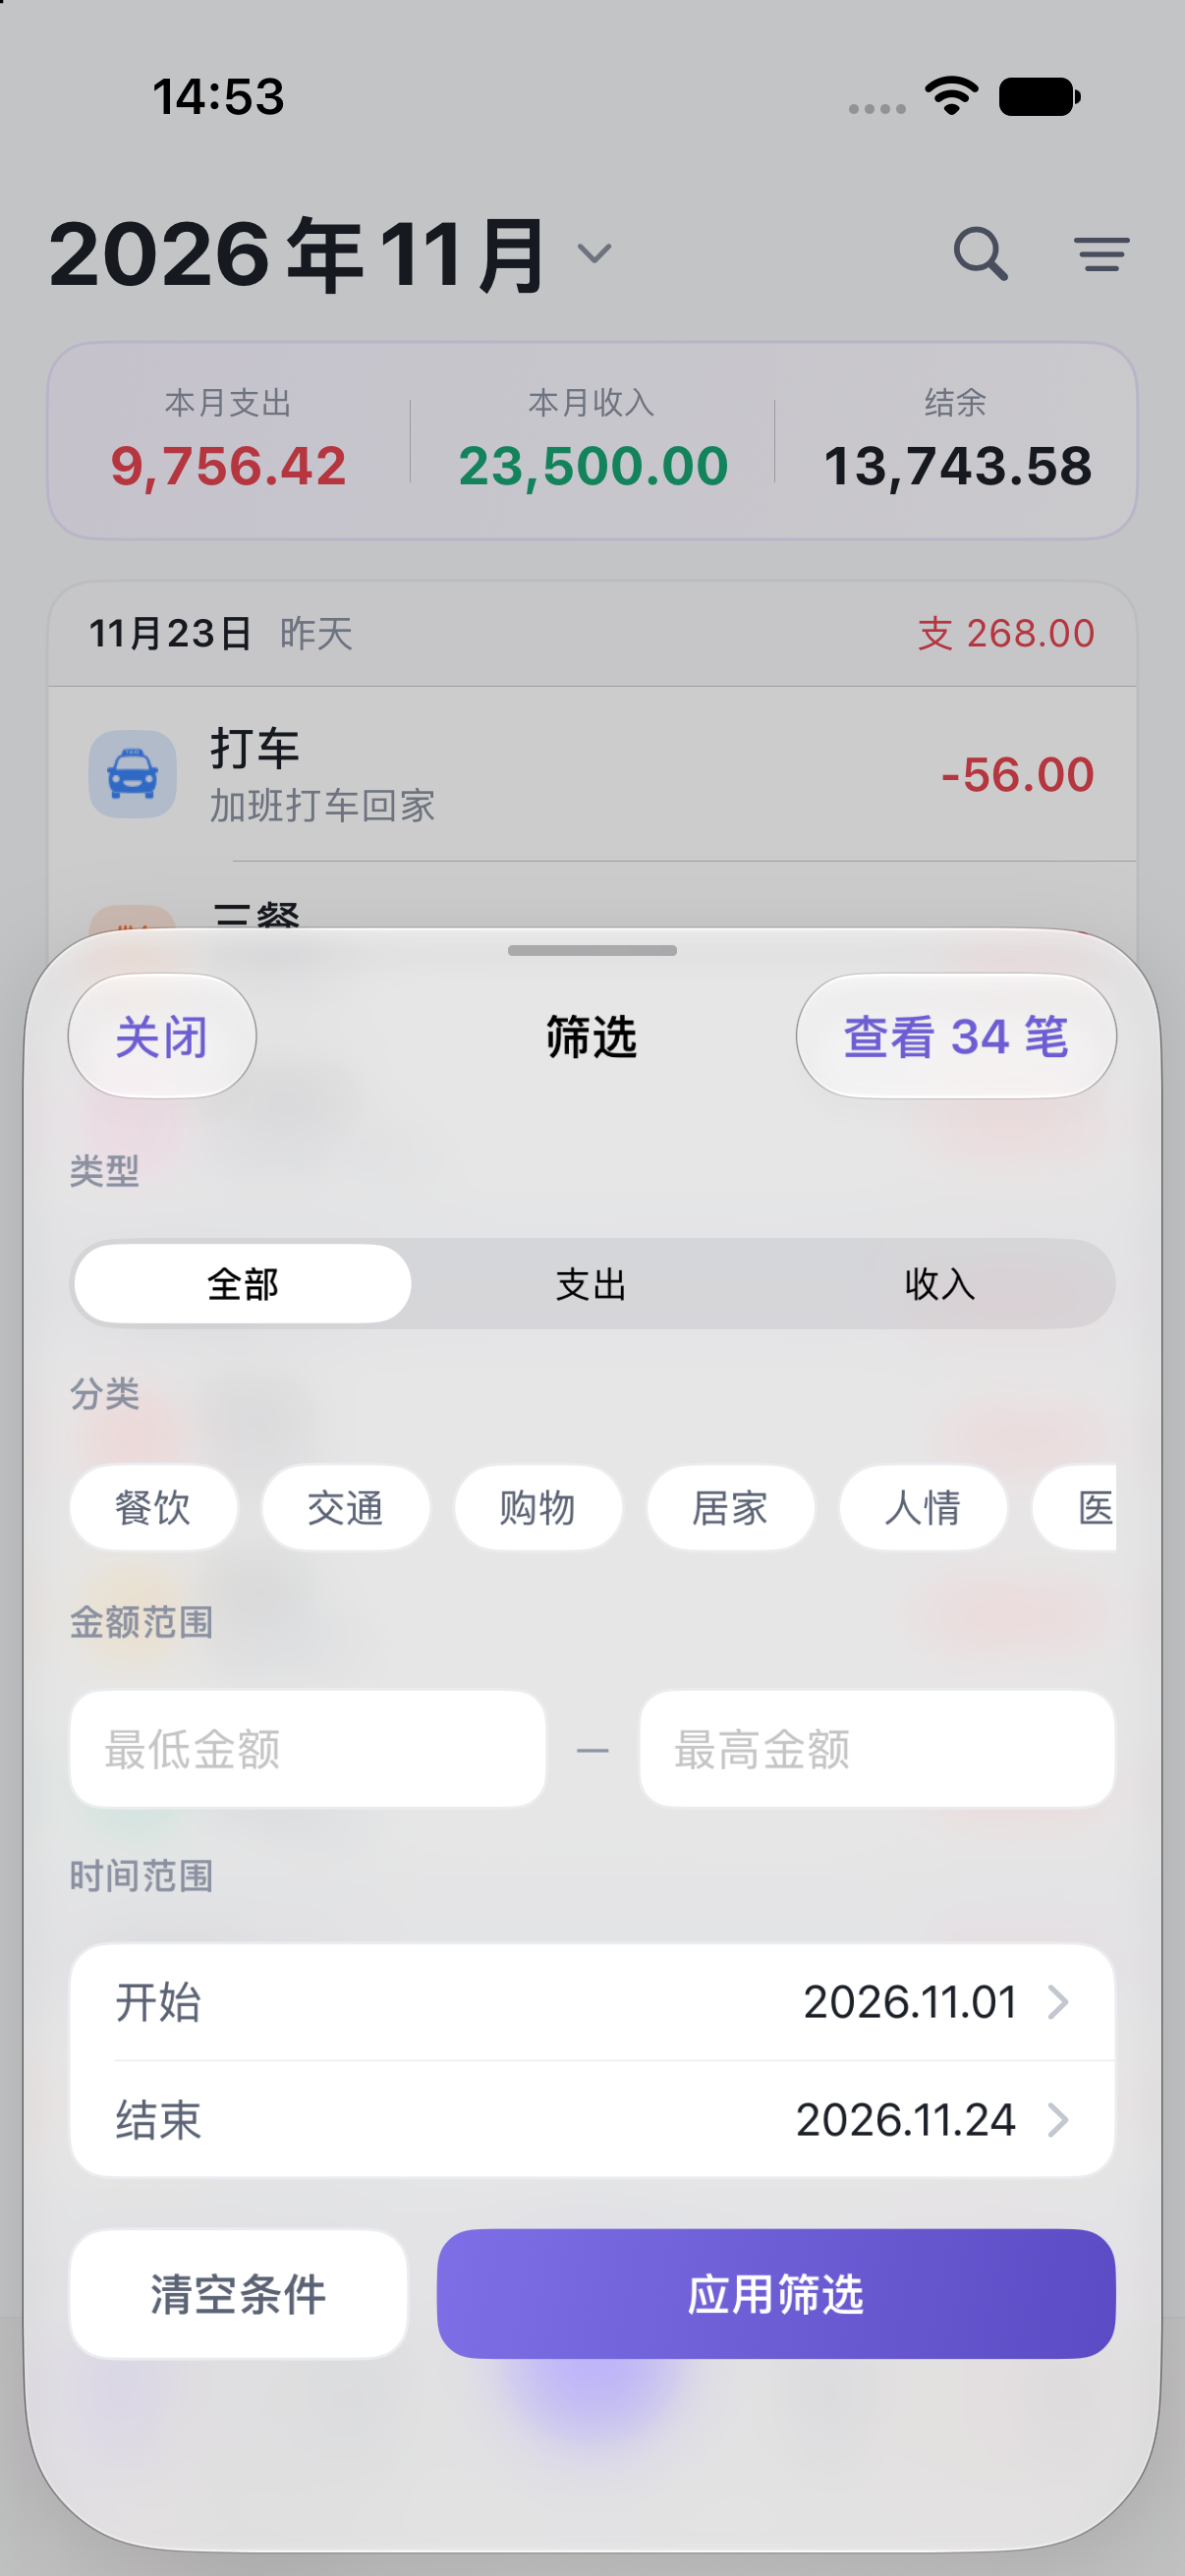 14:53
2026年11月
本月支出 本月收入 结余
9,756.42 23,500.00 13,743.58
11月23日 昨天 支 268.00
TAXI
打车
加班打车回家 -56.00
三餐
关闭 筛选 查看 34 笔
类型
全部 支出 收入
分类
餐饮 交通 购物 居家 人情 医
金额范围
最低金额 — 最高金额
时间范围
开始 2026.11.01
结束 2026.11.24
清空条件 应用筛选